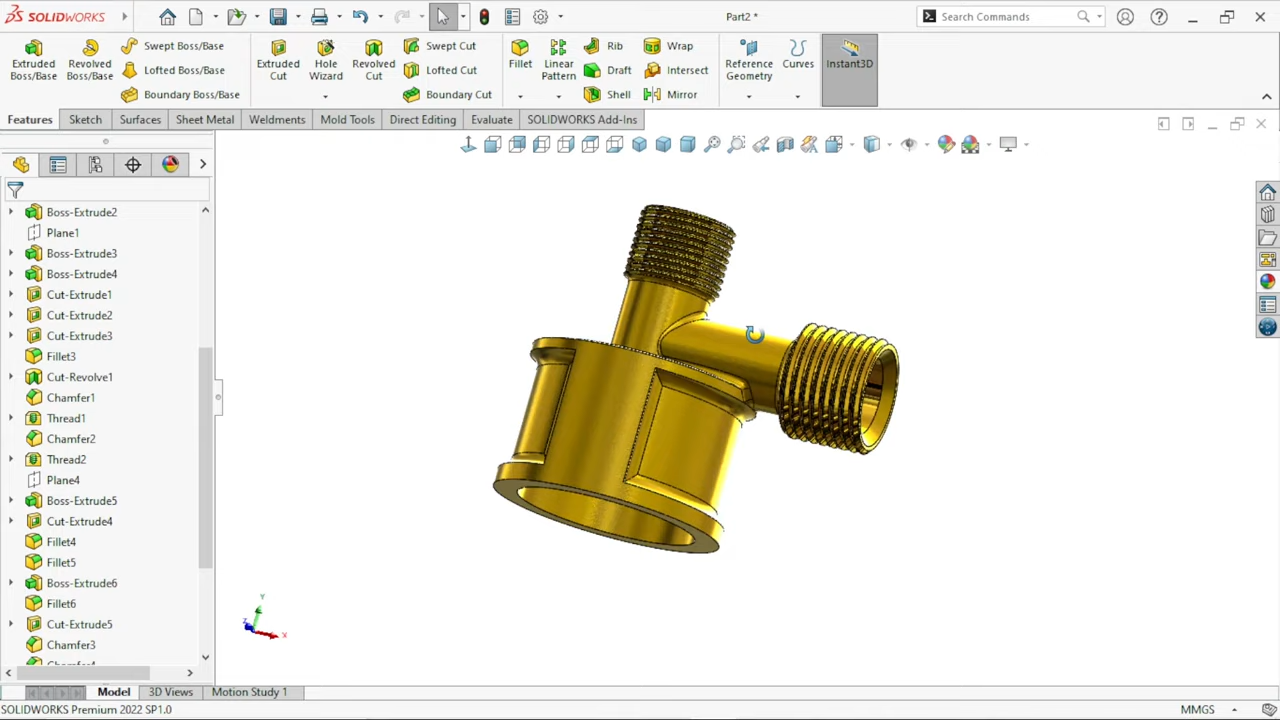 SOLIDWORKS
Part2 *
Search Commands
Extruded Boss/Base
Revolved Boss/Base
Swept Boss/Base
Lofted Boss/Base
Boundary Boss/Base
Extruded Cut
Hole Wizard
Revolved Cut
Swept Cut
Lofted Cut
Boundary Cut
Fillet
Linear Pattern
Rib
Draft
Shell
Wrap
Intersect
Mirror
Reference Geometry
Curves
Instant3D
Features
Sketch
Surfaces
Sheet Metal
Weldments
Mold Tools
Direct Editing
Evaluate
SOLIDWORKS Add-Ins
Boss-Extrude2
Plane1
Boss-Extrude3
Boss-Extrude4
Cut-Extrude1
Cut-Extrude2
Cut-Extrude3
Fillet3
Cut-Revolve1
Chamfer1
Thread1
Chamfer2
Thread2
Plane4
Boss-Extrude5
Cut-Extrude4
Fillet4
Fillet5
Boss-Extrude6
Fillet6
Cut-Extrude5
Chamfer3
Y
Z
X
Model
3D Views
Motion Study 1
SOLIDWORKS Premium 2022 SP1.0
MMGS